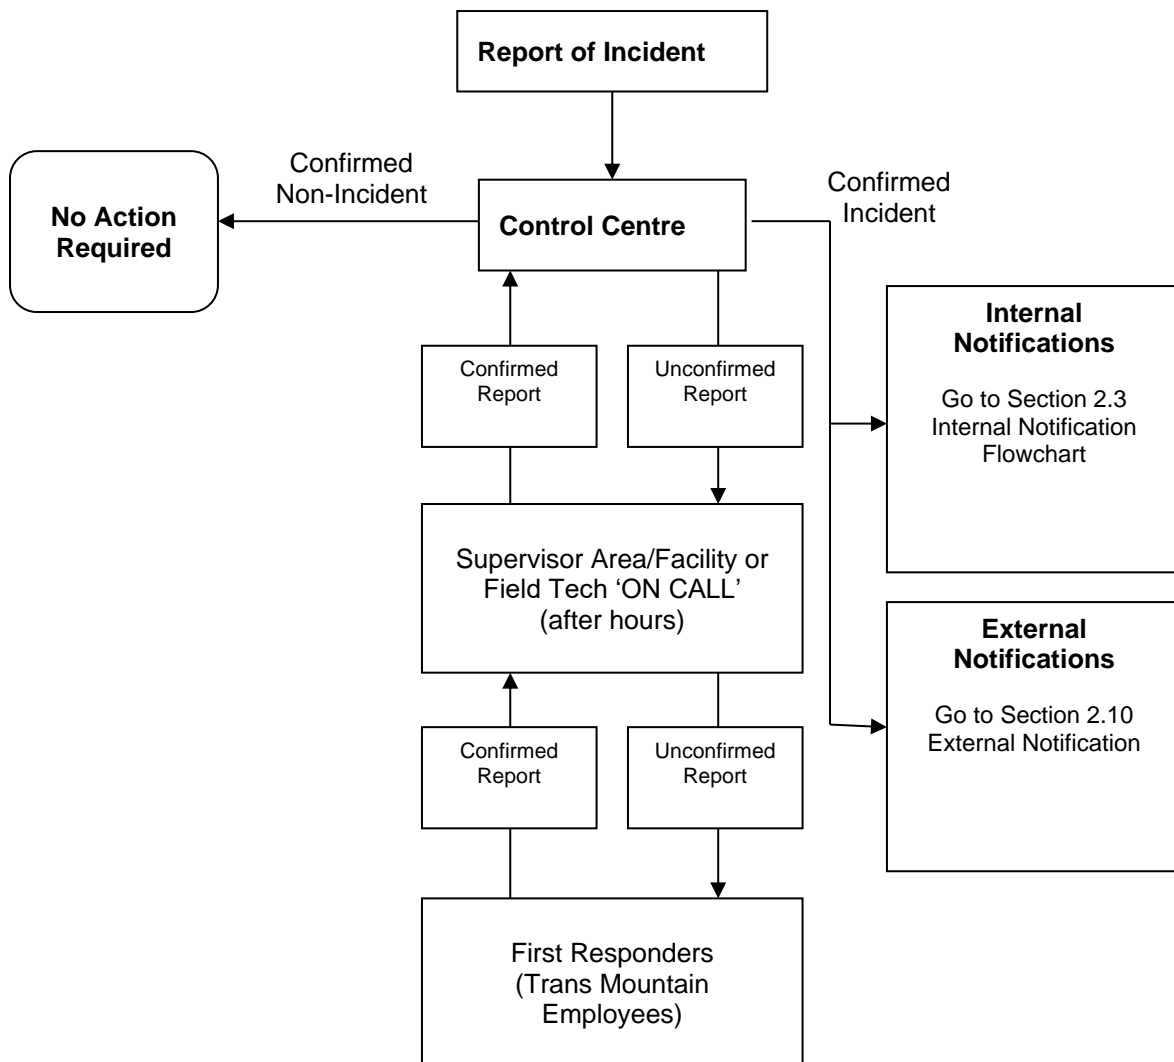 Report of Incident
Confirmed
Non-Incident
Confirmed
Incident
No Action
Required
Control Centre
Internal
Notifications
Go to Section 2.3
Internal Notification
Flowchart
Confirmed
Report
Unconfirmed
Report
Supervisor Area/Facility or
Field Tech ‘ON CALL’
(after hours)
External
Notifications
Go to Section 2.10
External Notification
Confirmed
Report
Unconfirmed
Report
First Responders
(Trans Mountain
Employees)